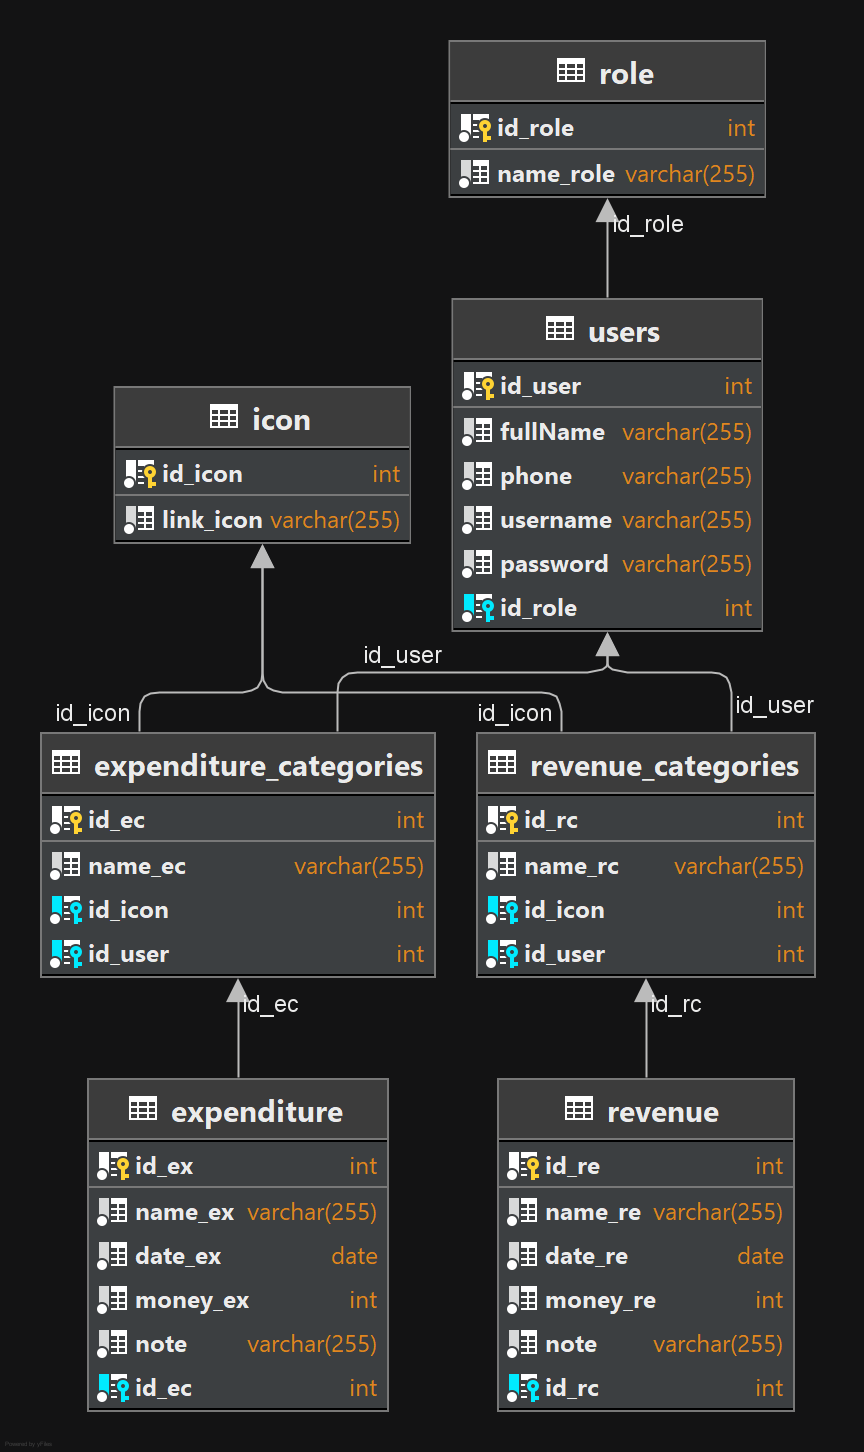 role
id_role int
name_role varchar(255)
id_role
users
id_user int
fullName varchar(255)
phone varchar(255)
username varchar(255)
password varchar(255)
id_role int
icon
id_icon int
link_icon varchar(255)
id_user
id_icon
id_icon
id_user
expenditure_categories
id_ec int
name_ec varchar(255)
id_icon int
id_user int
revenue_categories
id_rc int
name_rc varchar(255)
id_icon int
id_user int
id_ec
id_rc
expenditure
id_ex int
name_ex varchar(255)
date_ex date
money_ex int
note varchar(255)
id_ec int
revenue
id_re int
name_re varchar(255)
date_re date
money_re int
note varchar(255)
id_rc int
Powered by yFiles